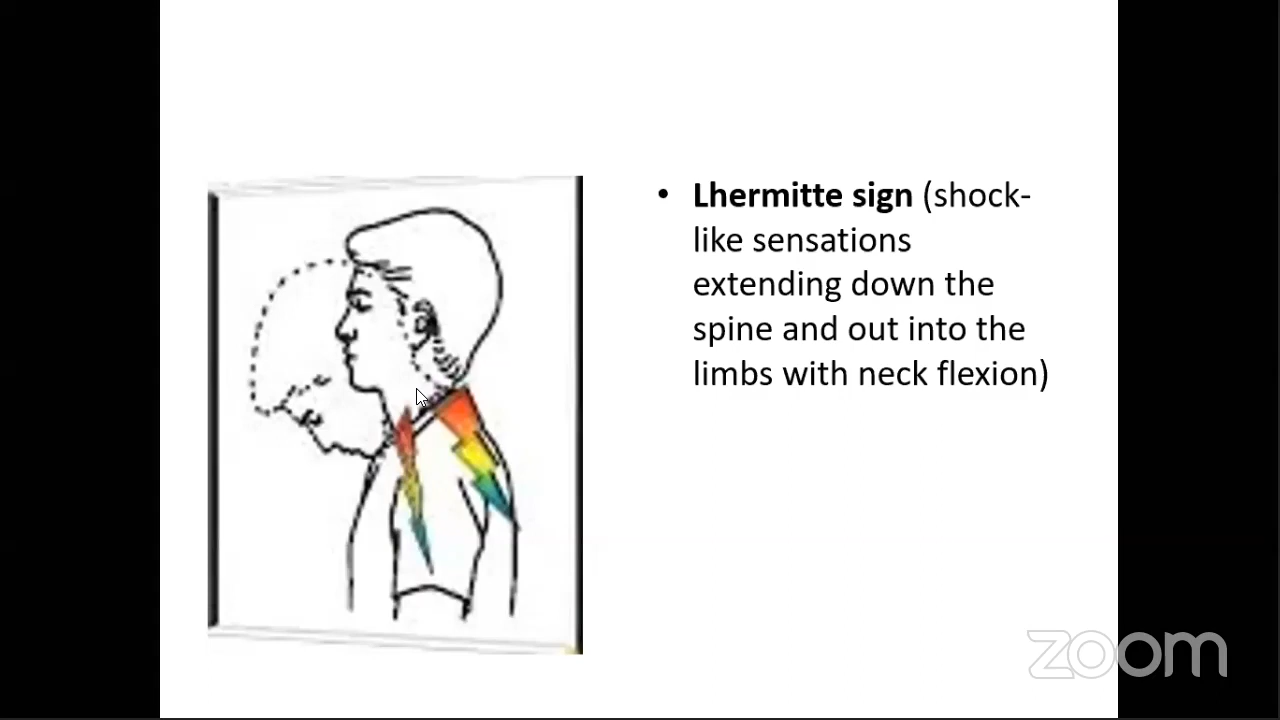 • Lhermitte sign (shock-
like sensations
extending down the
spine and out into the
limbs with neck flexion)
zoom